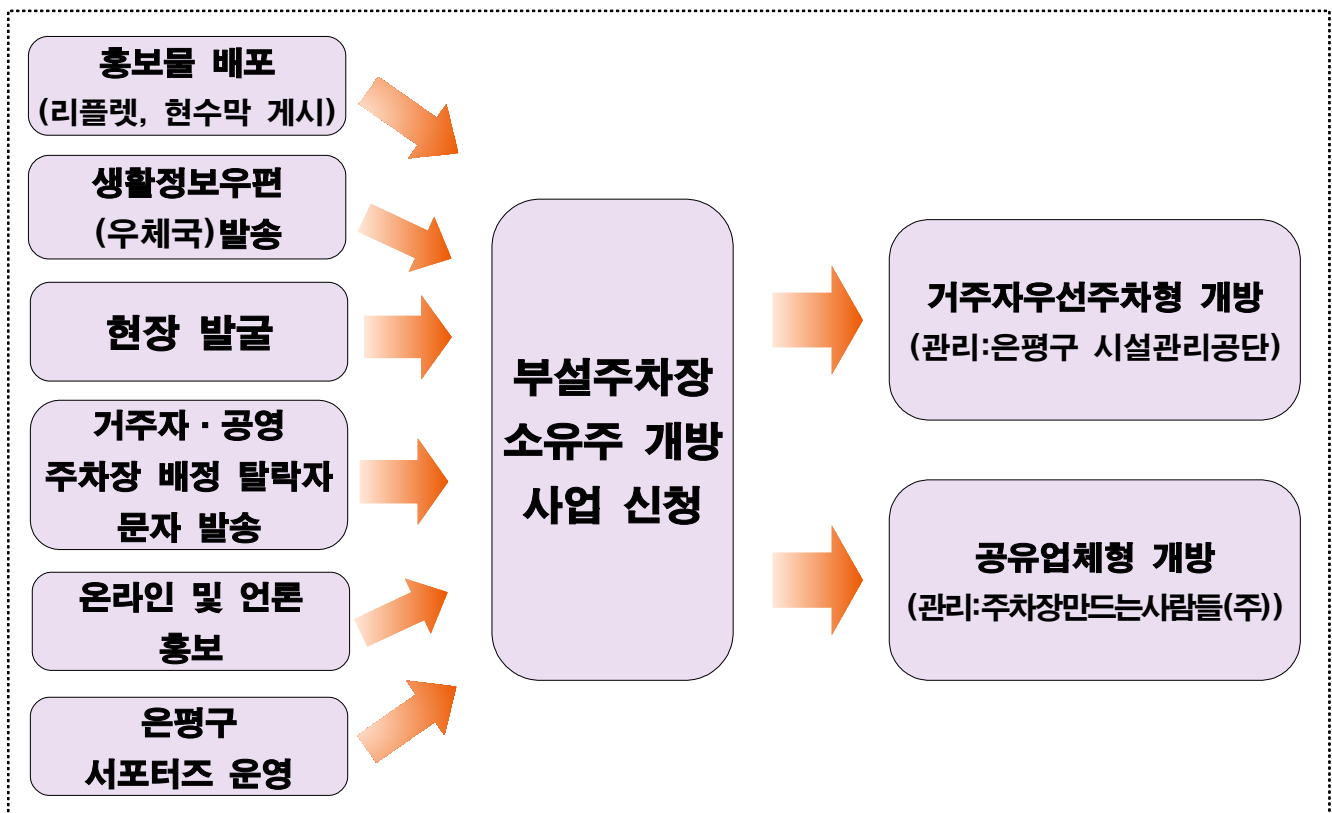 홍보물 배포
(리플렛, 현수막 게시)
생활정보우편
(우체국)발송
현장 발굴
거주자 · 공영
주차장 배정 탈락자
문자 발송
온라인 및 언론
홍보
은평구
서포터즈 운영
부설주차장
소유주 개방
사업 신청
거주자우선주차형 개방
(관리:은평구 시설관리공단)
공유업체형 개방
(관리:주차장만드는사람들(주))